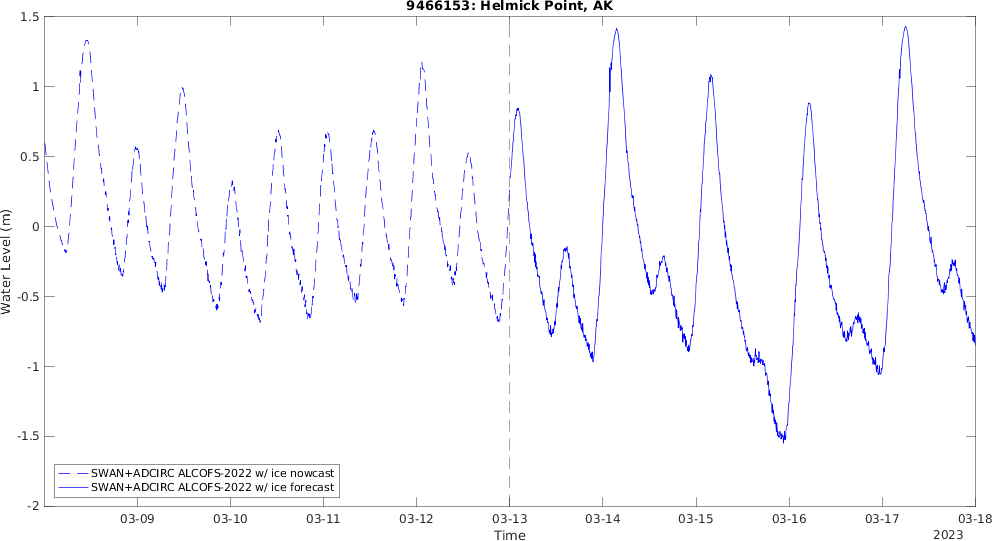 9466153: Helmick Point, AK
1.5
1
0.5
0
-0.5
-1
-1.5
-2
Water Level (m)
SWAN+ADCIRC ALCOFS-2022 w/ ice nowcast
SWAN+ADCIRC ALCOFS-2022 w/ ice forecast
03-09 03-10 03-11 03-12 03-13 03-14 03-15 03-16 03-17 03-18
Time
2023